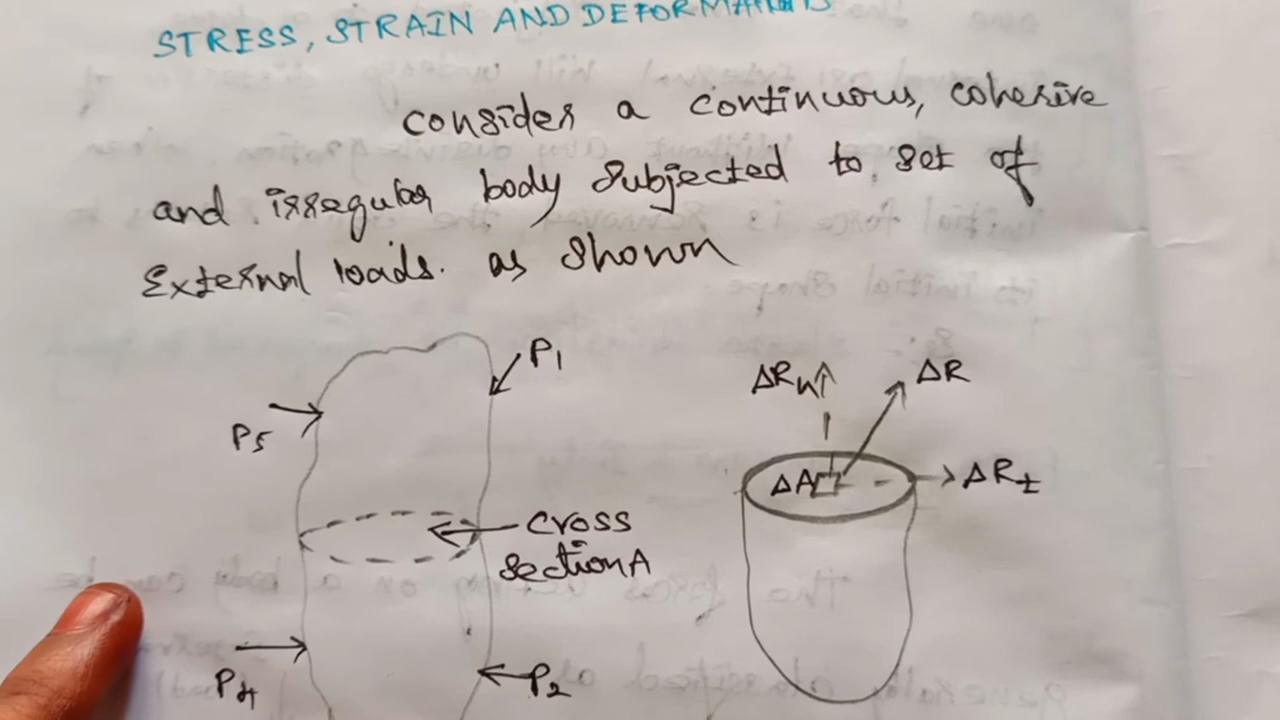 STRESS, STRAIN AND DEFORMATIONS
consider a continuous, cohesive
and irregular body subjected to set of
External loads. as shown
P1
P5
ΔRn
ΔR
ΔA
ΔRt
cross
section A
P4
P2